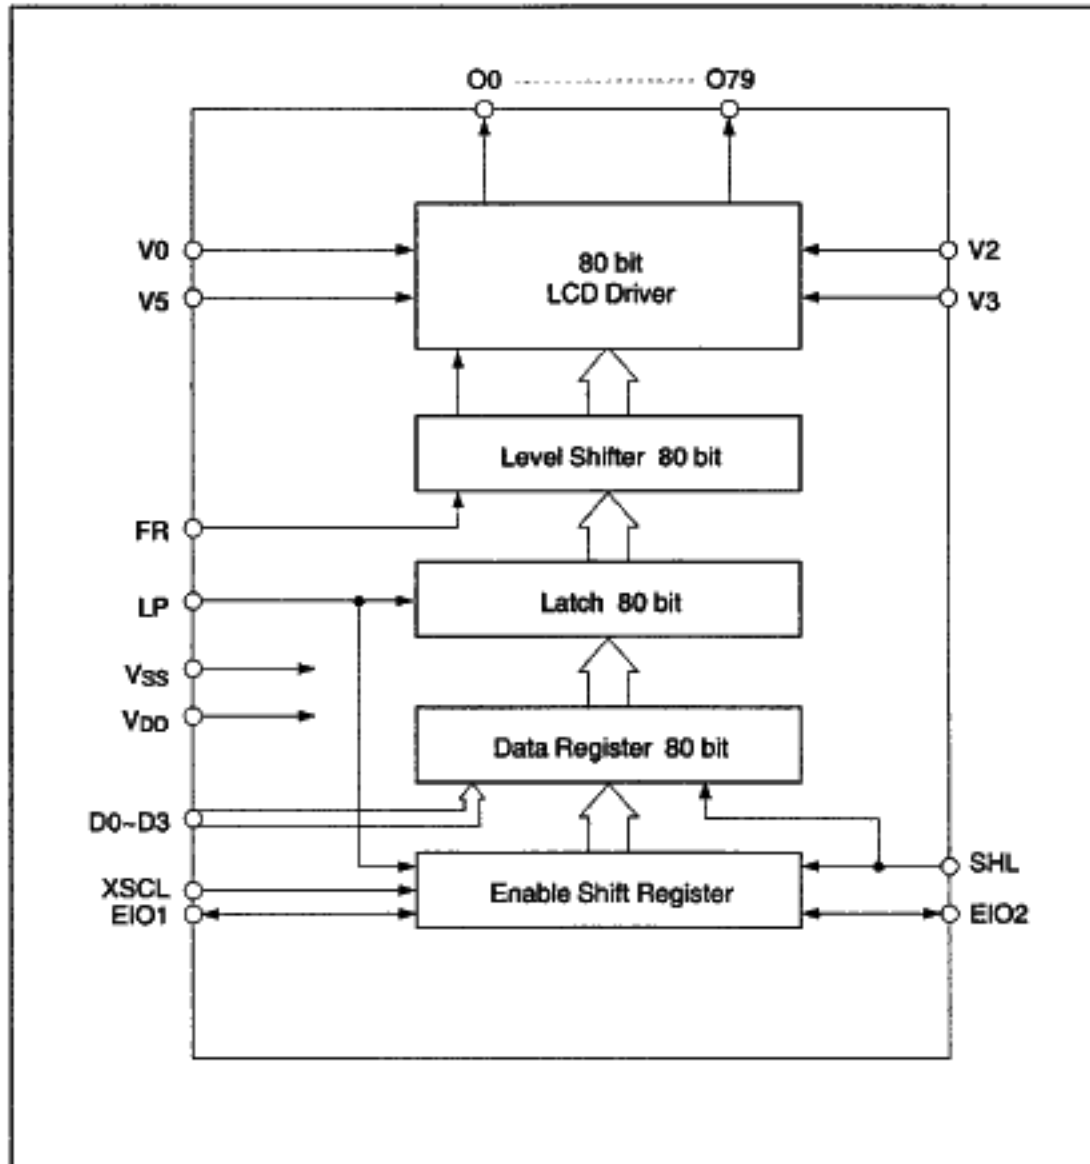 O0 O79
V0
80 bit
LCD Driver
V2
V5
V3
Level Shifter 80 bit
FR
LP
Latch 80 bit
VSS
VDD
Data Register 80 bit
D0~D3
XSCL
Enable Shift Register
SHL
EIO1
EIO2